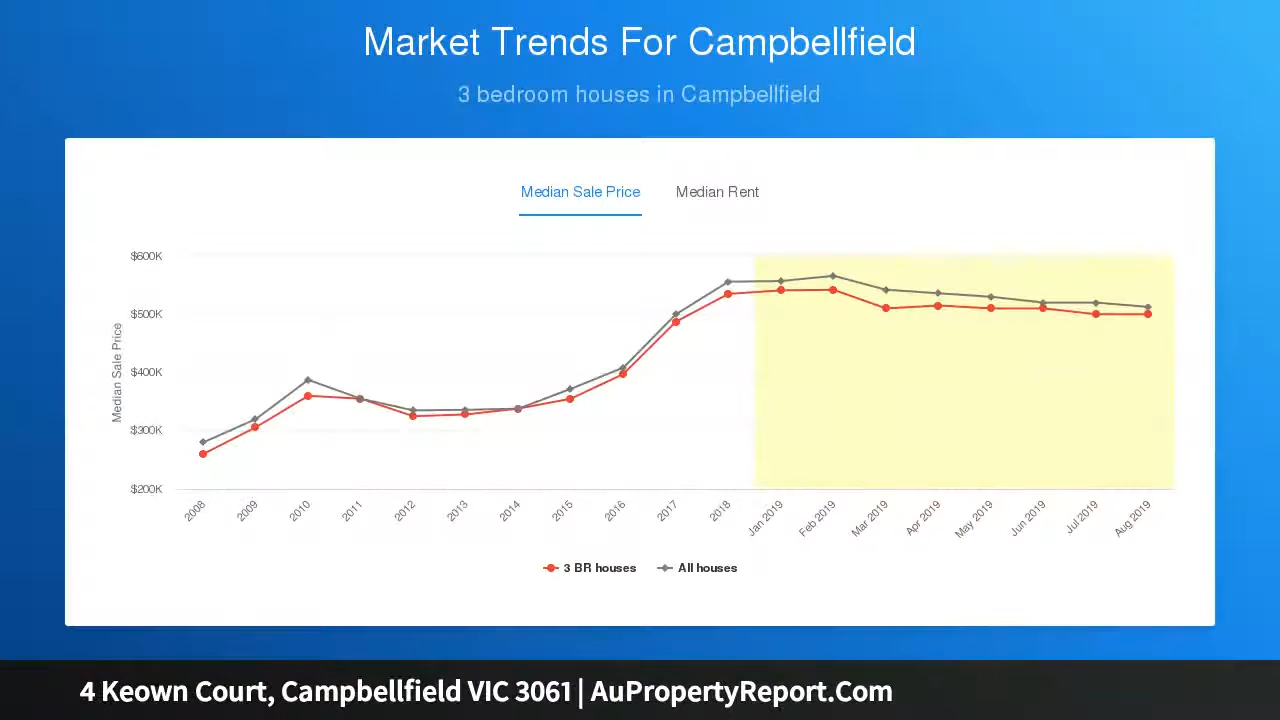 Market Trends For Campbellfield
3 bedroom houses in Campbellfield
Median Sale Price Median Rent
$600K
$500K
$400K
$300K
$200K
Median Sale Price
2008 2009 2010 2011 2012 2013 2014 2015 2016 2017 2018 Jan 2019 Feb 2019 Mar 2019 Apr 2019 May 2019 Jun 2019 Jul 2019 Aug 2019
3 BR houses All houses
4 Keown Court, Campbellfield VIC 3061 | AuPropertyReport.Com